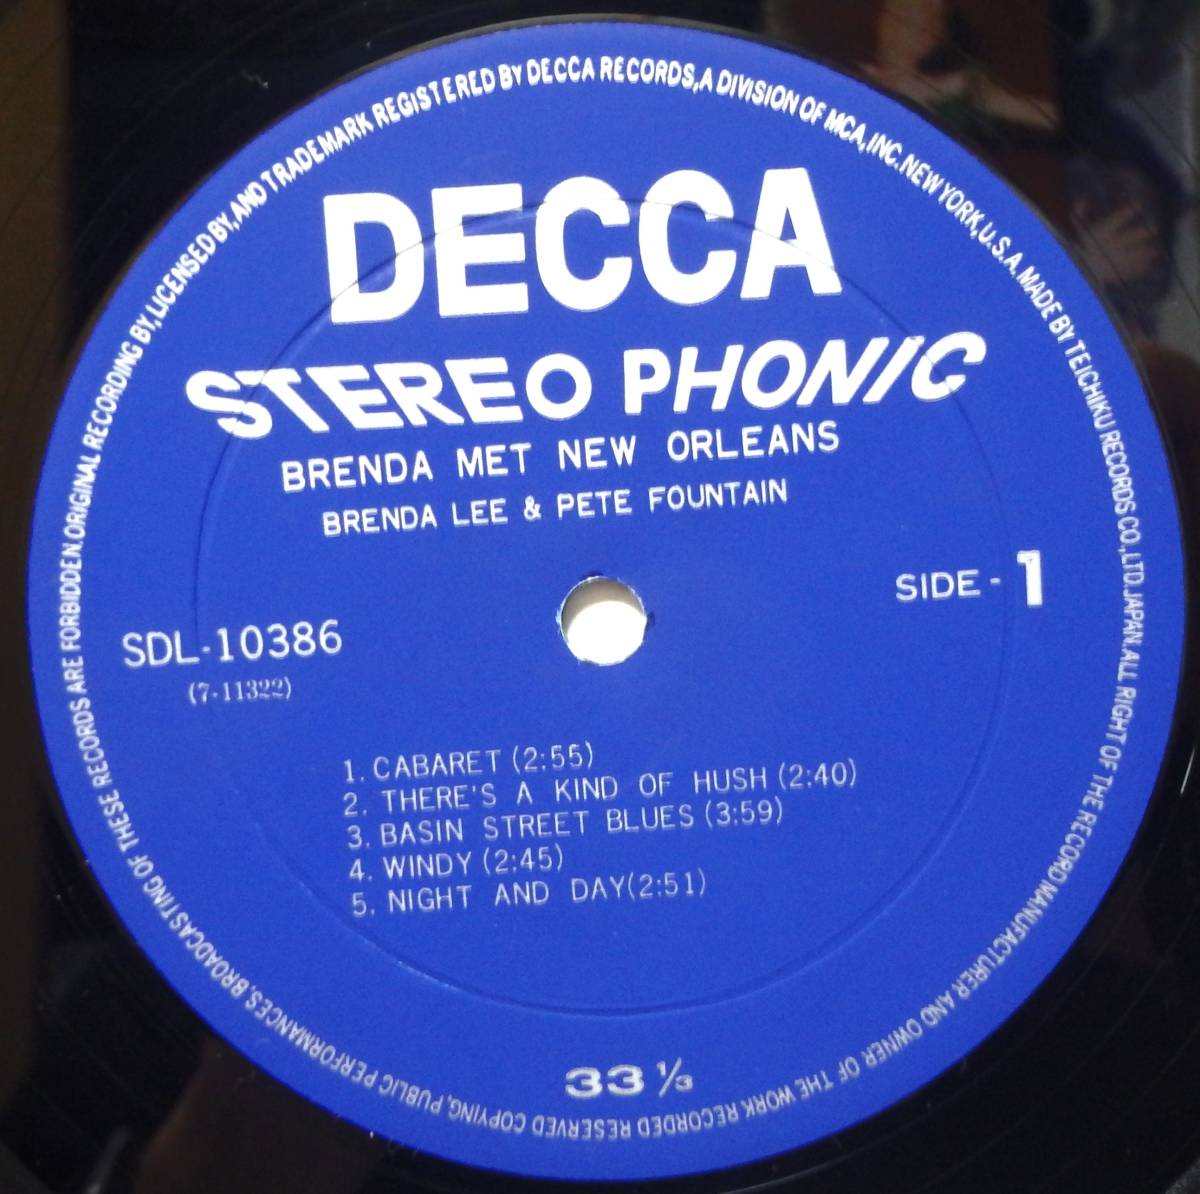 ORIGINAL RECORDING BY, LICENSED BY, AND TRADEMARK REGISTERED BY DECCA RECORDS, A DIVISION OF MCA, INC. NEW YORK, U.S.A. MADE BY TEICHIKU RECORDS CO., LTD. JAPAN. ALL RIGHT OF THE RECORD MANUFACTURER AND OWNER OF THE WORK RECORDED RESERVED COPYING, PUBLIC PERFORMANCES, BROADCASTING OF THESE RECORDS ARE FORBIDDEN.
DECCA
STEREO PHONIC
BRENDA MET NEW ORLEANS
BRENDA LEE & PETE FOUNTAIN
SIDE - 1
SDL-10386
(7-11322)
1. CABARET (2:55)
2. THERE'S A KIND OF HUSH (2:40)
3. BASIN STREET BLUES (3:59)
4. WINDY (2:45)
5. NIGHT AND DAY (2:51)
33 1/3